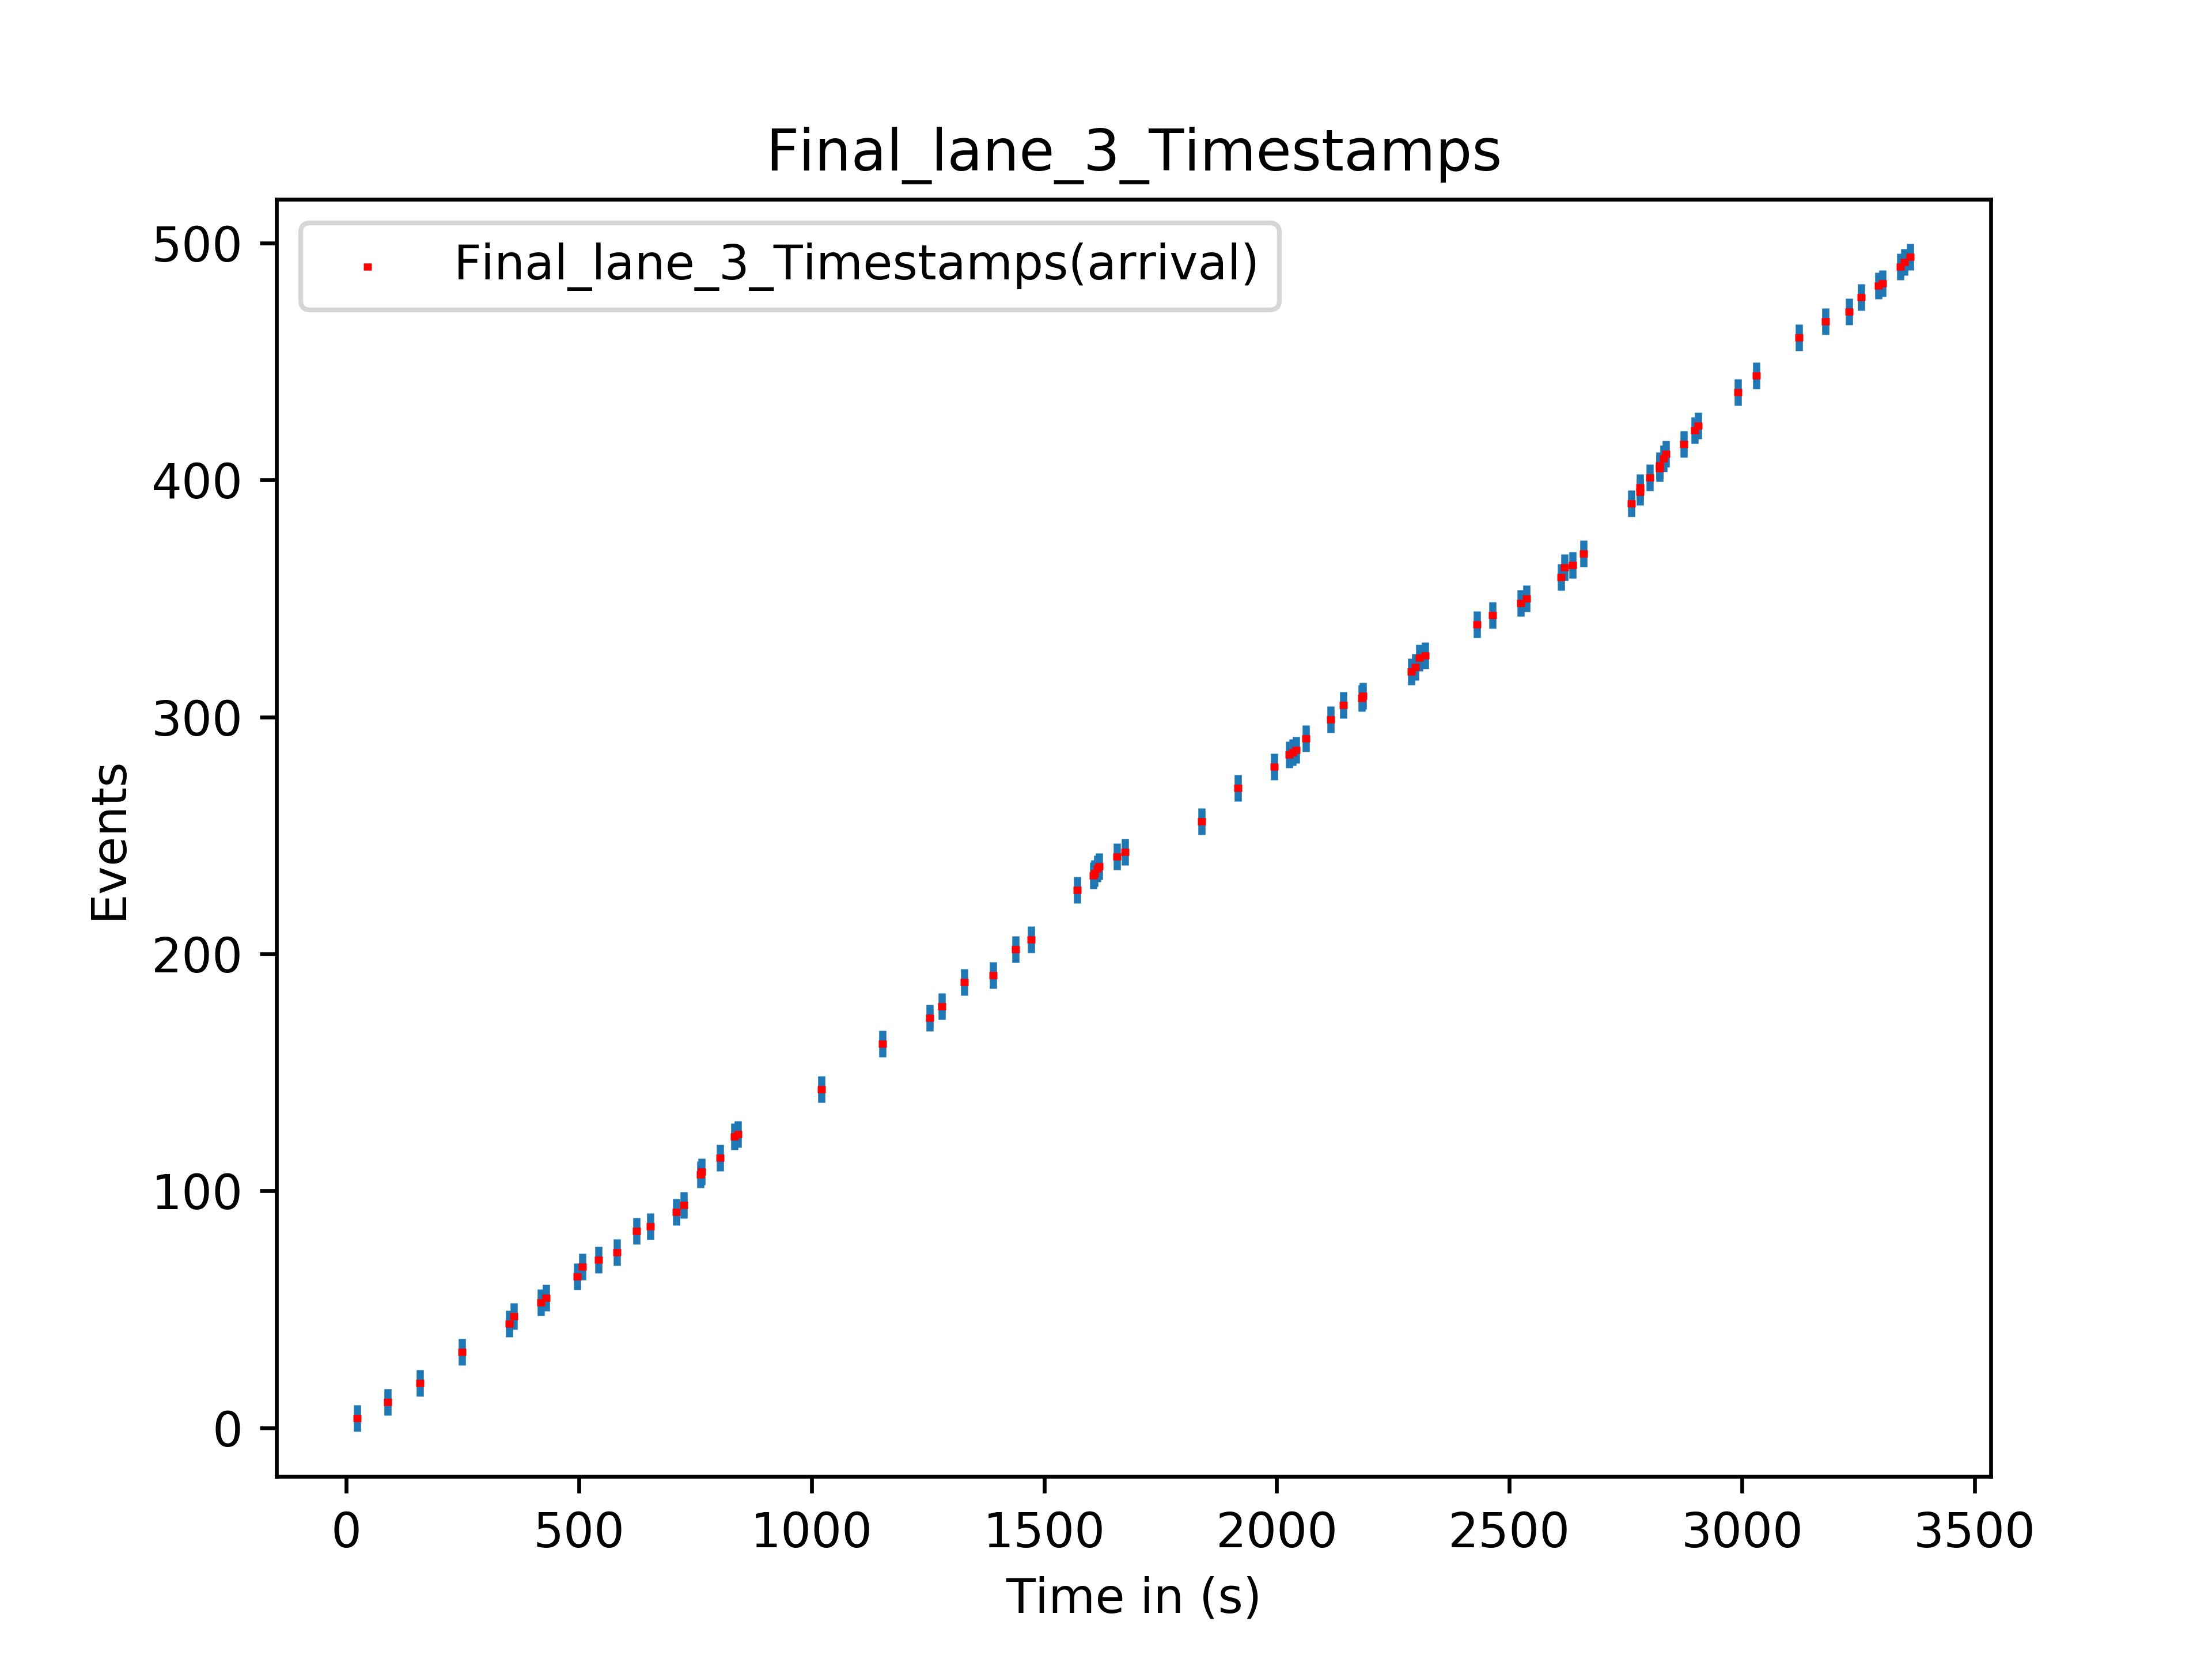 Final_lane_3_Timestamps
Final_lane_3_Timestamps(arrival)
500
400
300
200
100
0
Events
0 500 1000 1500 2000 2500 3000 3500
Time in (s)